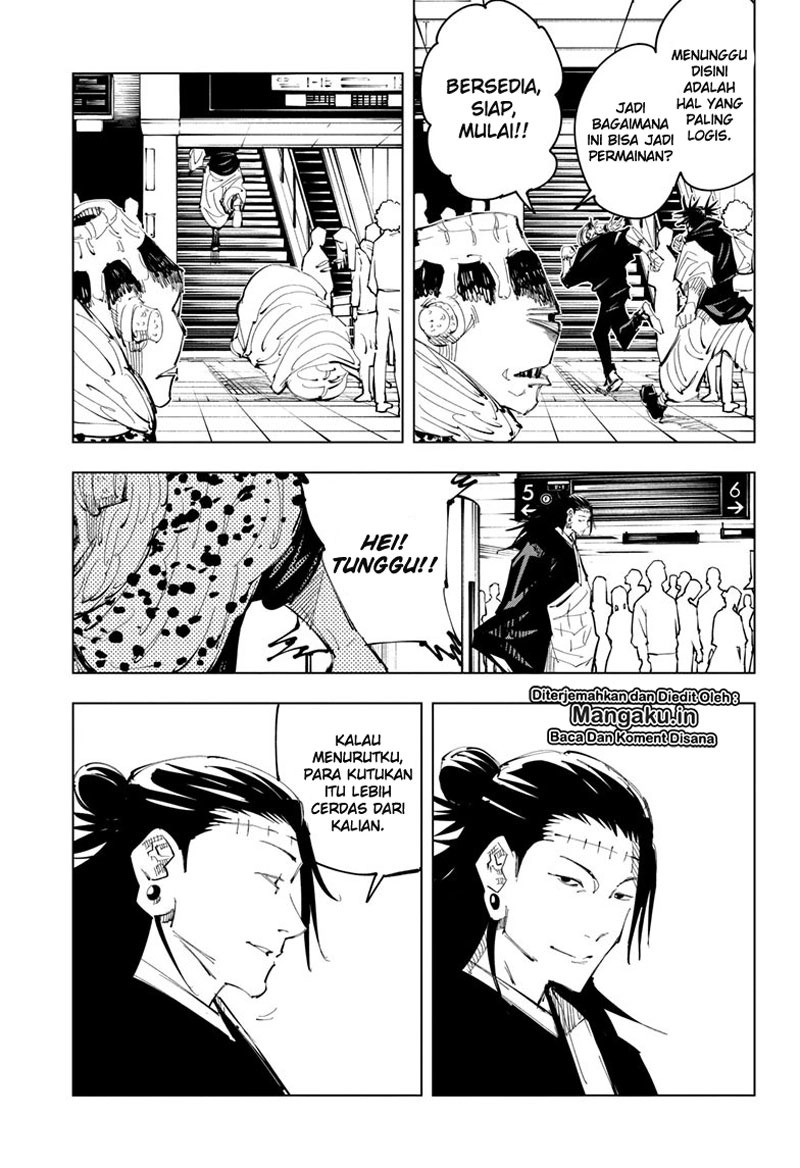 MENUNGGU
DISINI
ADALAH
HAL YANG
PALING
LOGIS.
JADI
BAGAIMANA
INI BISA JADI
PERMAINAN?
BERSEDIA,
SIAP,
MULAI!!
1-15
5
6
HEI!
TUNGGU!!
Diterjemahkan dan Diedit Oleh :
Mangaku.in
Baca Dan Koment Disana
KALAU
MENURUTKU,
PARA KUTUKAN
ITU LEBIH
CERDAS DARI
KALIAN.